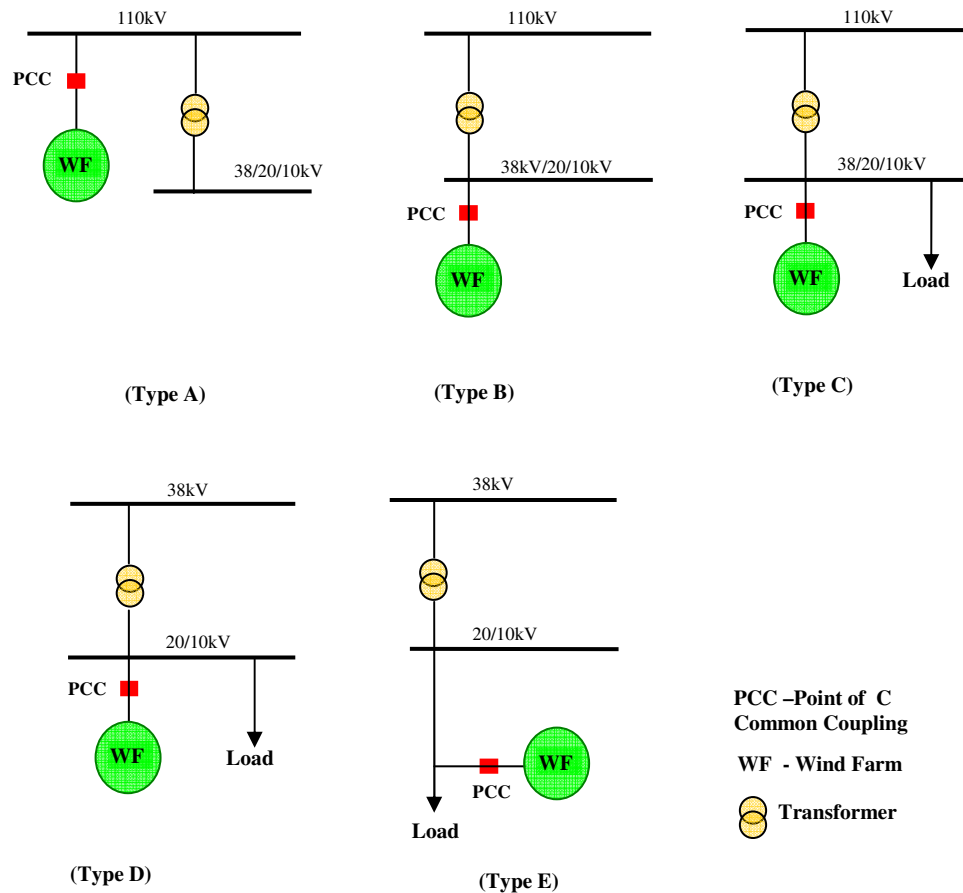 110kV
PCC
WF
38/20/10kV
(Type A)
110kV
38kV/20/10kV
PCC
WF
(Type B)
110kV
38/20/10kV
PCC
WF
Load
(Type C)
38kV
20/10kV
PCC
WF
Load
(Type D)
38kV
20/10kV
WF
PCC
Load
(Type E)
PCC –Point of C
Common Coupling
WF - Wind Farm
Transformer